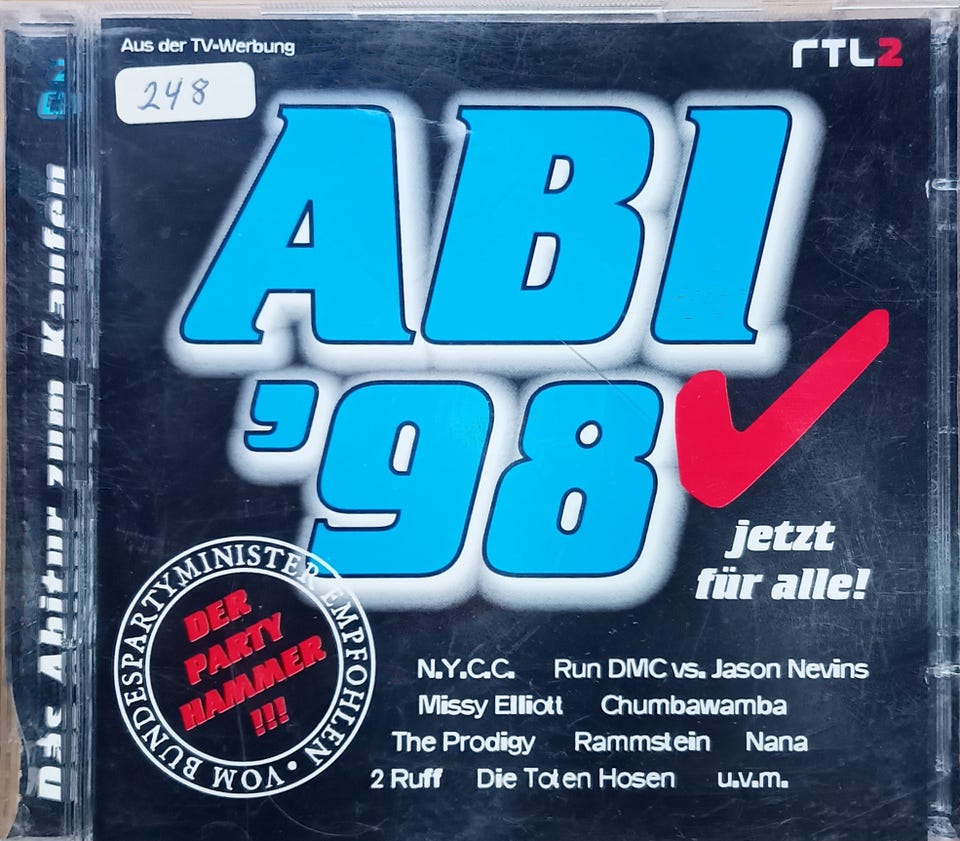 Aus der TV-Werbung
rtl2
248
2
CD
Das Abitur zum Kaufen
ABI
'98
jetzt
für alle!
VOM BUNDESPARTYMINISTER EMPFOHLEN •
DER
PARTY
HAMMER
!!!
N.Y.C.C. Run DMC vs. Jason Nevins
Missy Elliott Chumbawamba
The Prodigy Rammstein Nana
2 Ruff Die Toten Hosen u.v.m.